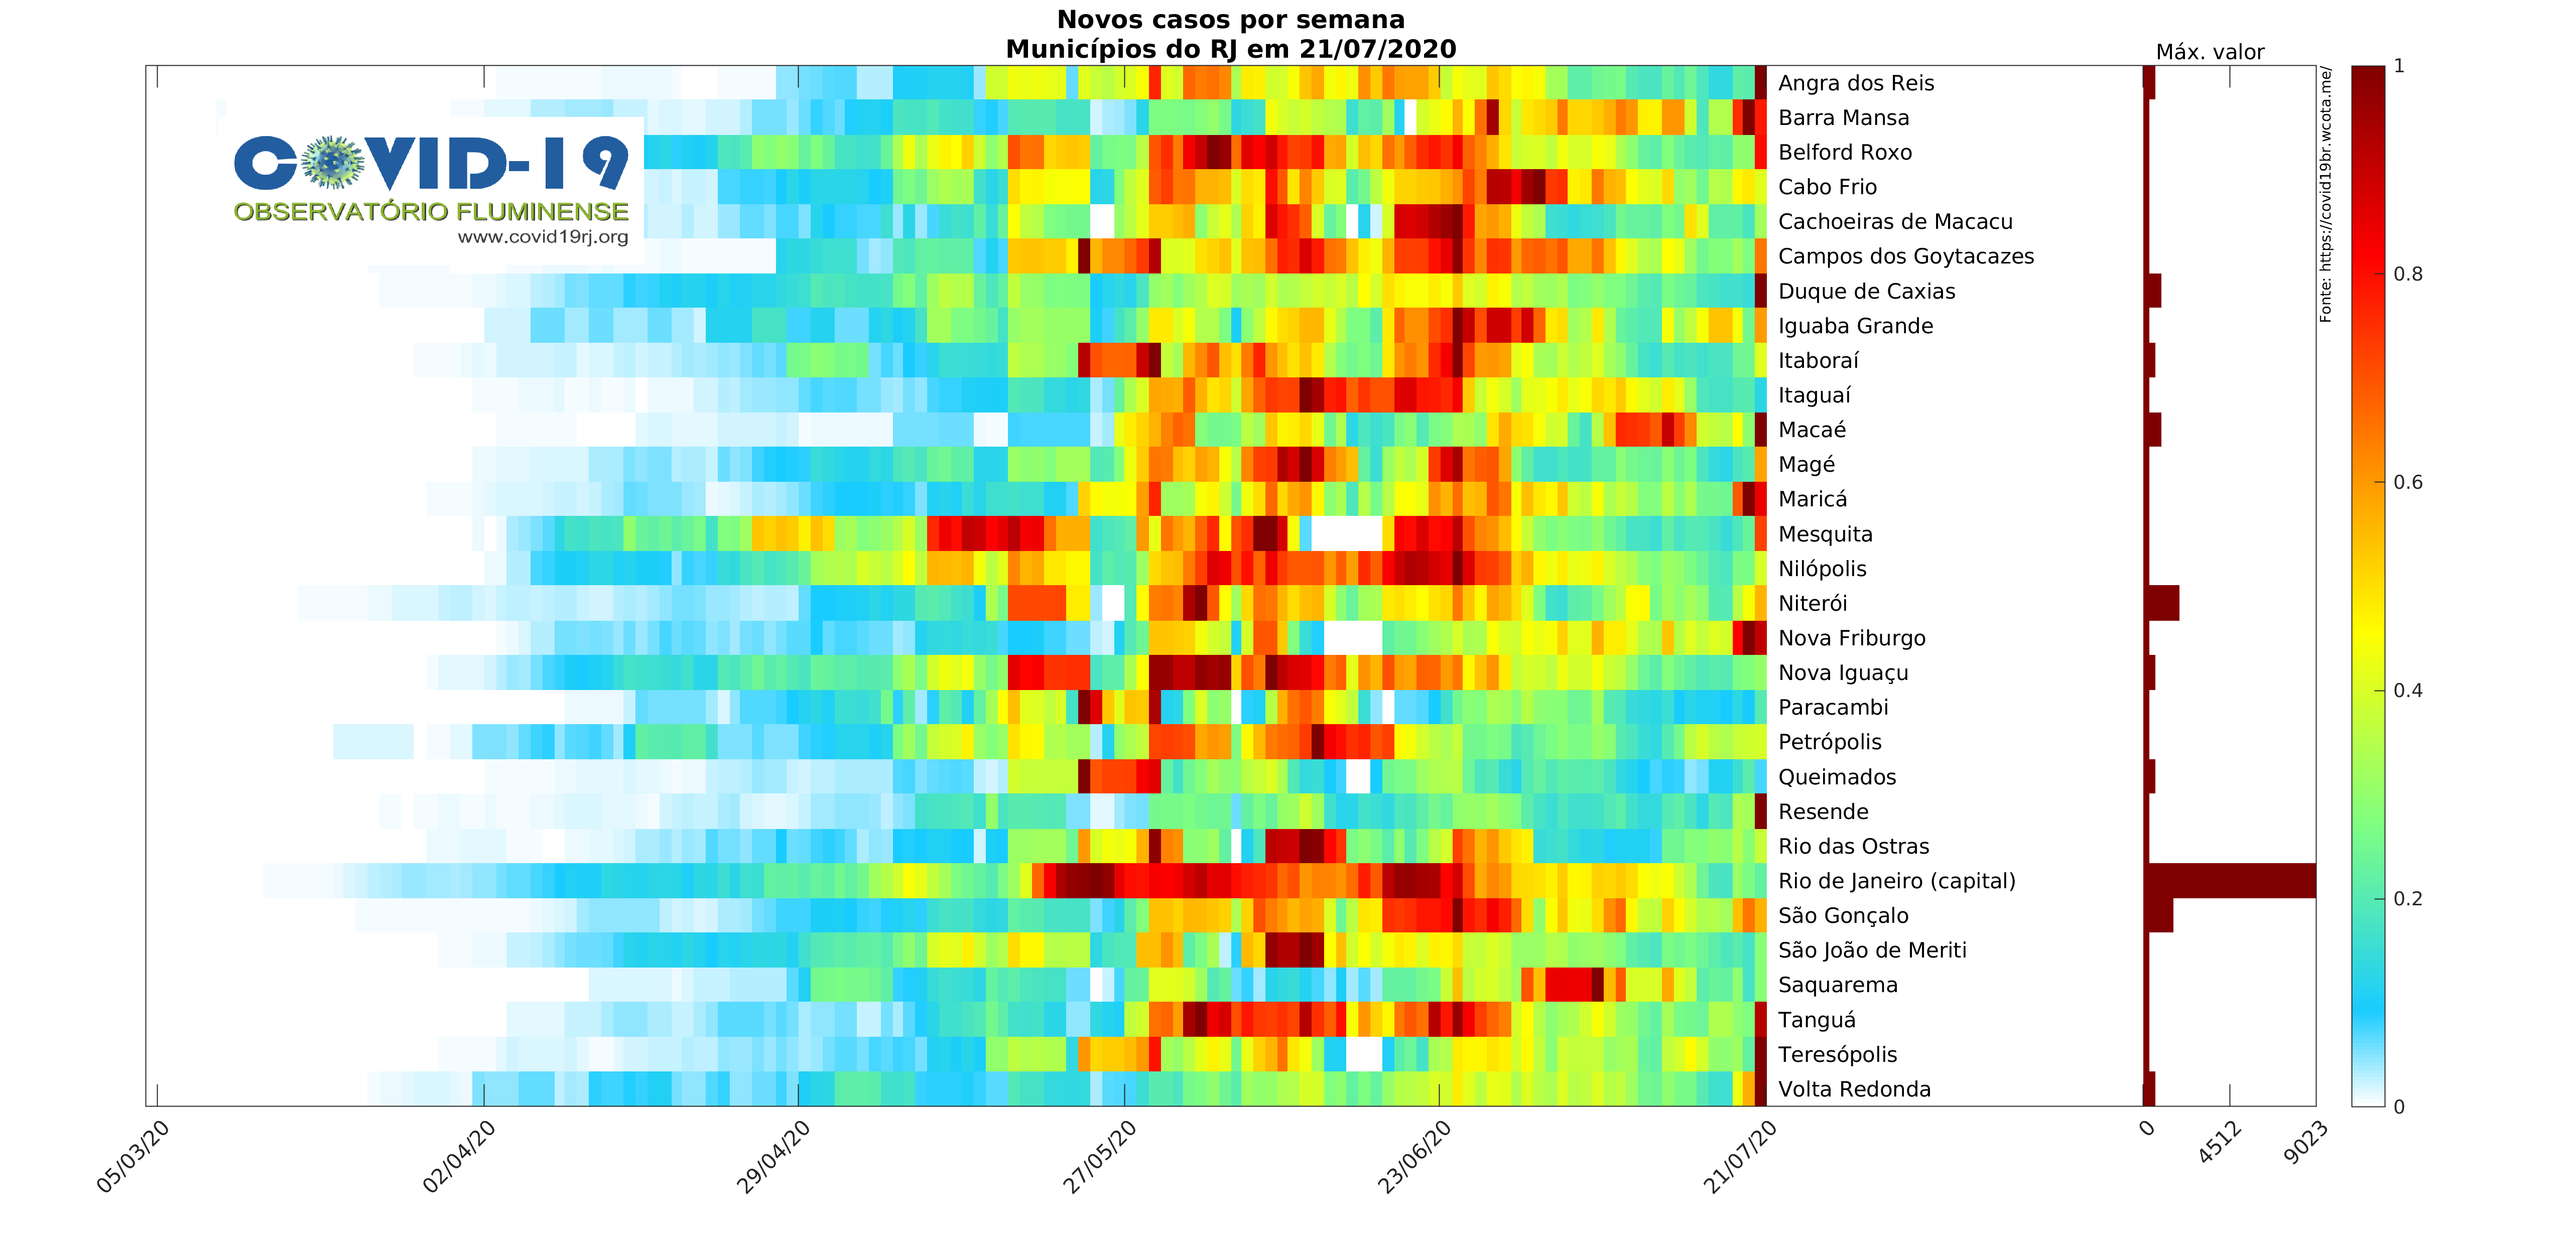 Novos casos por semana
Municípios do RJ em 21/07/2020
Máx. valor
COVID-19
OBSERVATÓRIO FLUMINENSE
www.covid19rj.org
Angra dos Reis
Barra Mansa
Belford Roxo
Cabo Frio
Cachoeiras de Macacu
Campos dos Goytacazes
Duque de Caxias
Iguaba Grande
Itaboraí
Itaguaí
Macaé
Magé
Maricá
Mesquita
Nilópolis
Niterói
Nova Friburgo
Nova Iguaçu
Paracambi
Petrópolis
Queimados
Resende
Rio das Ostras
Rio de Janeiro (capital)
São Gonçalo
São João de Meriti
Saquarema
Tanguá
Teresópolis
Volta Redonda
Fonte: https://covid19br.wcota.me/
1
0.8
0.6
0.4
0.2
0
05/03/20
02/04/20
29/04/20
27/05/20
23/06/20
21/07/20
0
4512
9023